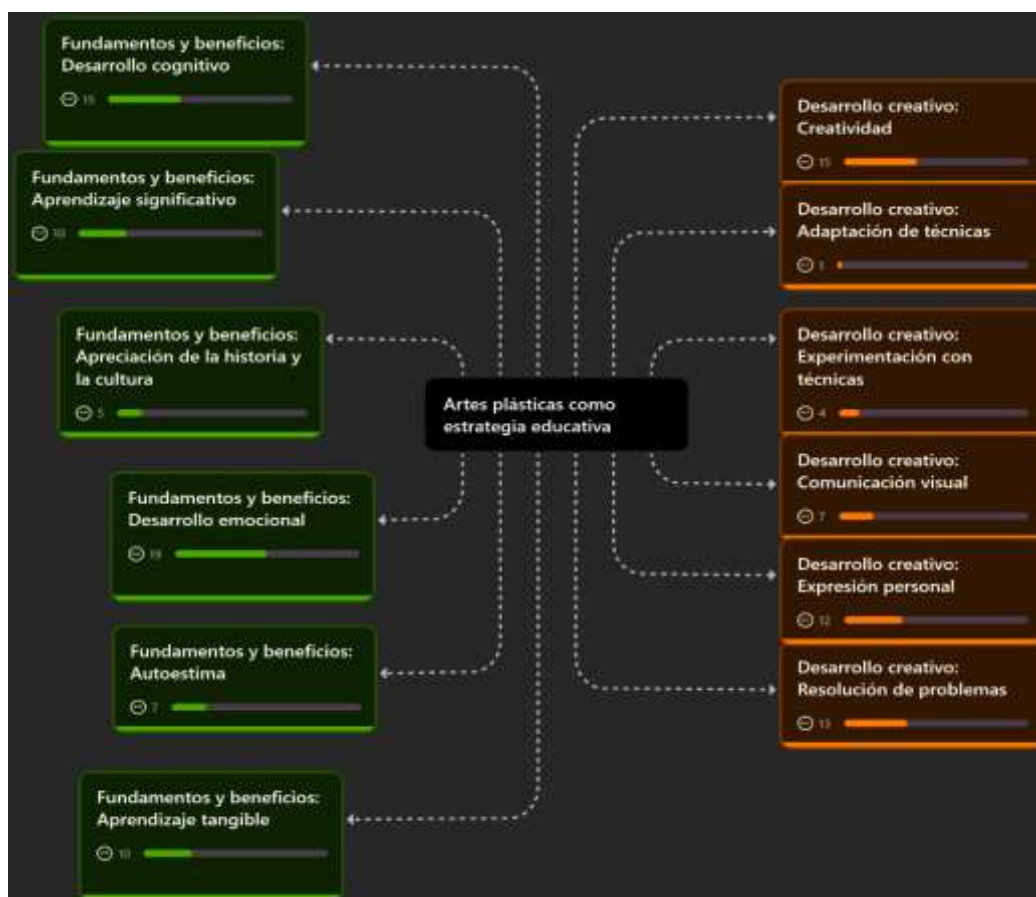 Fundamentos y beneficios:
Desarrollo cognitivo
15
Fundamentos y beneficios:
Aprendizaje significativo
10
Fundamentos y beneficios:
Apreciación de la historia y
la cultura
5
Fundamentos y beneficios:
Desarrollo emocional
19
Fundamentos y beneficios:
Autoestima
7
Fundamentos y beneficios:
Aprendizaje tangible
10
Artes plásticas como
estrategia educativa
Desarrollo creativo:
Creatividad
15
Desarrollo creativo:
Adaptación de técnicas
1
Desarrollo creativo:
Experimentación con
técnicas
4
Desarrollo creativo:
Comunicación visual
7
Desarrollo creativo:
Expresión personal
12
Desarrollo creativo:
Resolución de problemas
13